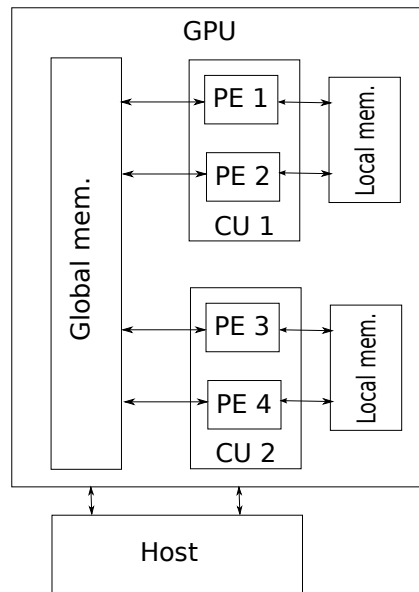 GPU
Global mem.
PE 1
PE 2
CU 1
Local mem.
PE 3
PE 4
CU 2
Local mem.
Host